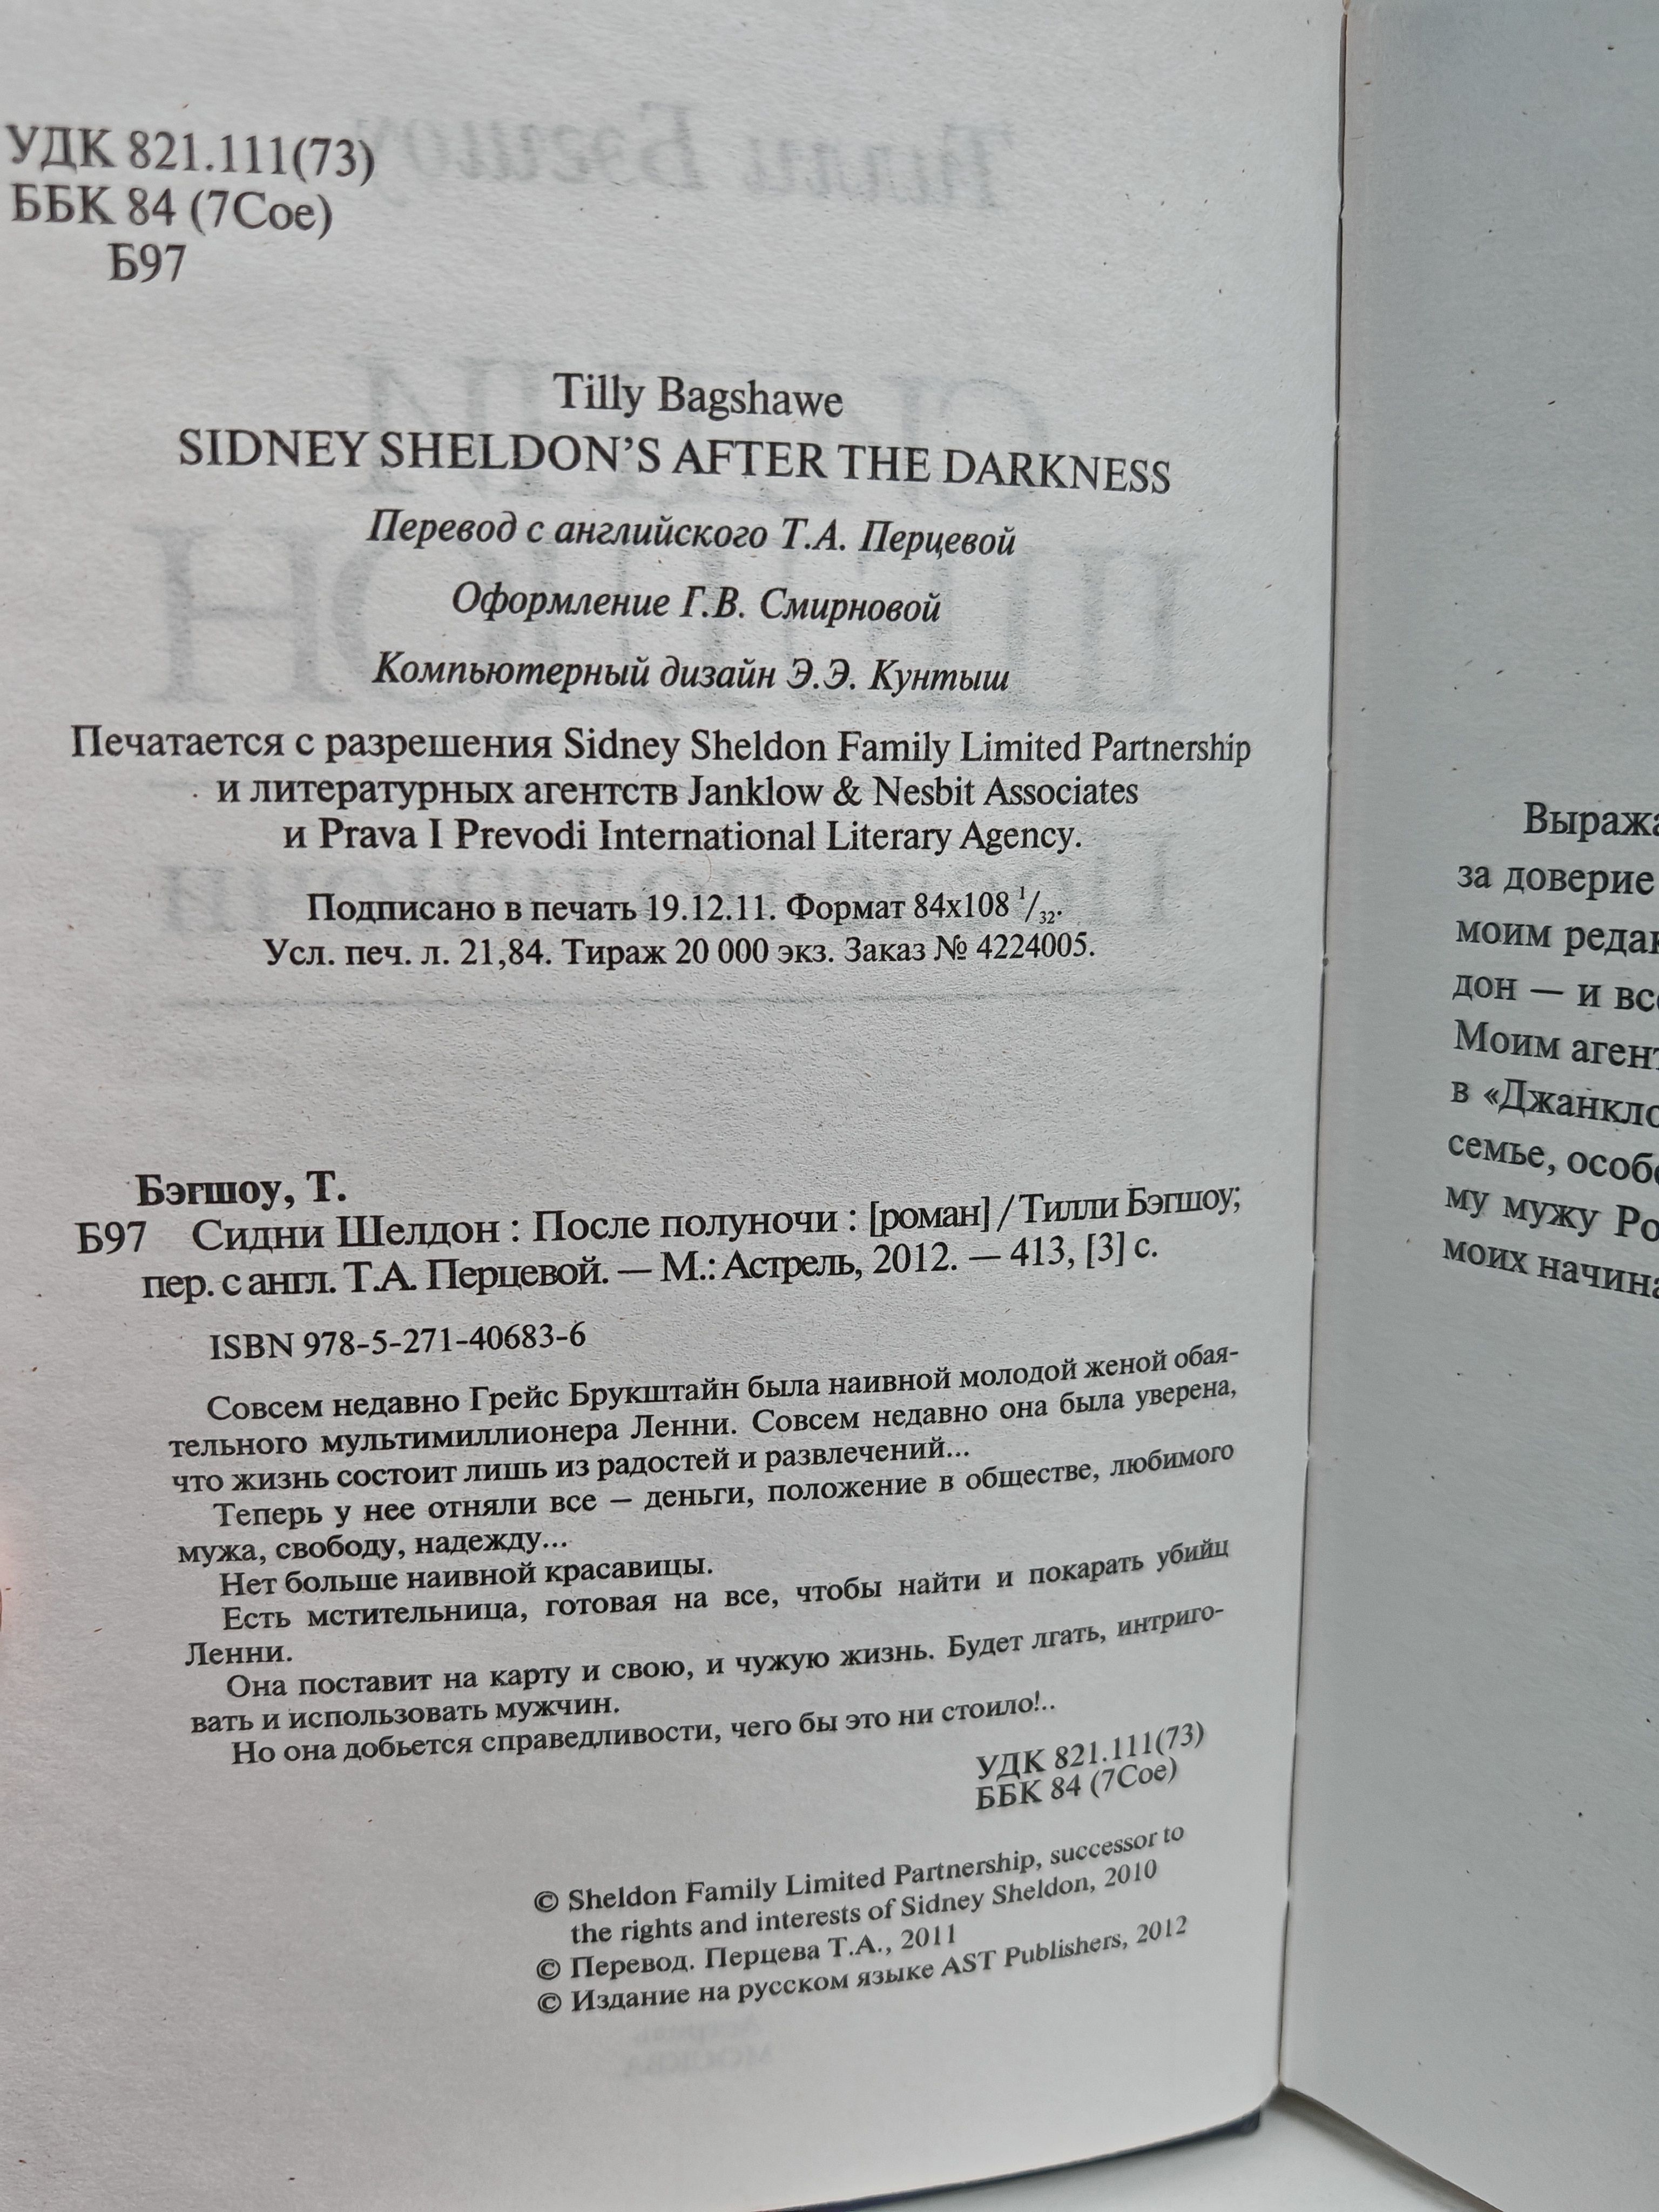 УДК 821.111(73)
ББК 84 (7Сое)
Б97
Tilly Bagshawe
SIDNEY SHELDON'S AFTER THE DARKNESS
Перевод с английского Т.А. Перцевой
Оформление Г.В. Смирновой
Компьютерный дизайн Э.Э. Кунтыш
Печатается с разрешения Sidney Sheldon Family Limited Partnership
и литературных агентств Janklow & Nesbit Associates
и Prava I Prevodi International Literary Agency.
Подписано в печать 19.12.11. Формат 84x108 1/32.
Усл. печ. л. 21,84. Тираж 20 000 экз. Заказ № 4224005.
Бэгшоу, Т.
Б97 Сидни Шелдон : После полуночи : [роман] / Тилли Бэгшоу;
пер. с англ. Т.А. Перцевой. — М.: Астрель, 2012. — 413, [3] с.
ISBN 978-5-271-40683-6
Совсем недавно Грейс Брукштайн была наивной молодой женой обая-
тельного мультимиллионера Ленни. Совсем недавно она была уверена,
что жизнь состоит лишь из радостей и развлечений...
Теперь у нее отняли все — деньги, положение в обществе, любимого
мужа, свободу, надежду...
Нет больше наивной красавицы.
Есть мстительница, готовая на все, чтобы найти и покарать убийц
Ленни.
Она поставит на карту и свою, и чужую жизнь. Будет лгать, интриго-
вать и использовать мужчин.
Но она добьется справедливости, чего бы это ни стоило!..
УДК 821.111(73)
ББК 84 (7Сое)
© Sheldon Family Limited Partnership, successor to
the rights and interests of Sidney Sheldon, 2010
© Перевод. Перцева Т.А., 2011
© Издание на русском языке AST Publishers, 2012
за доверие
моим
дон — и
Моим
в
семье,
му мужу
моих